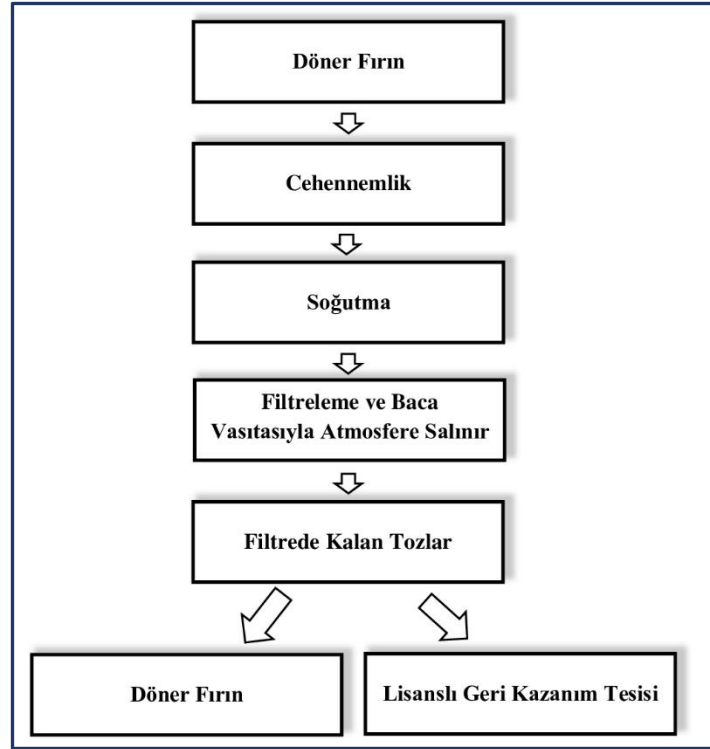 Döner Fırın
Cehennemlik
Soğutma
Filtreleme ve Baca
Vasıtasıyla Atmosfere Salınır
Filtrede Kalan Tozlar
Döner Fırın
Lisanslı Geri Kazanım Tesisi